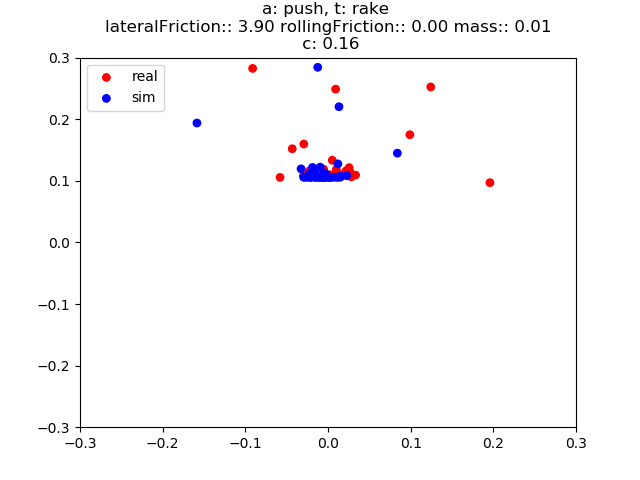 a: push, t: rake
lateralFriction:: 3.90 rollingFriction:: 0.00 mass:: 0.01
c: 0.16
real
sim
0.3
0.2
0.1
0.0
−0.1
−0.2
−0.3
−0.3 −0.2 −0.1 0.0 0.1 0.2 0.3